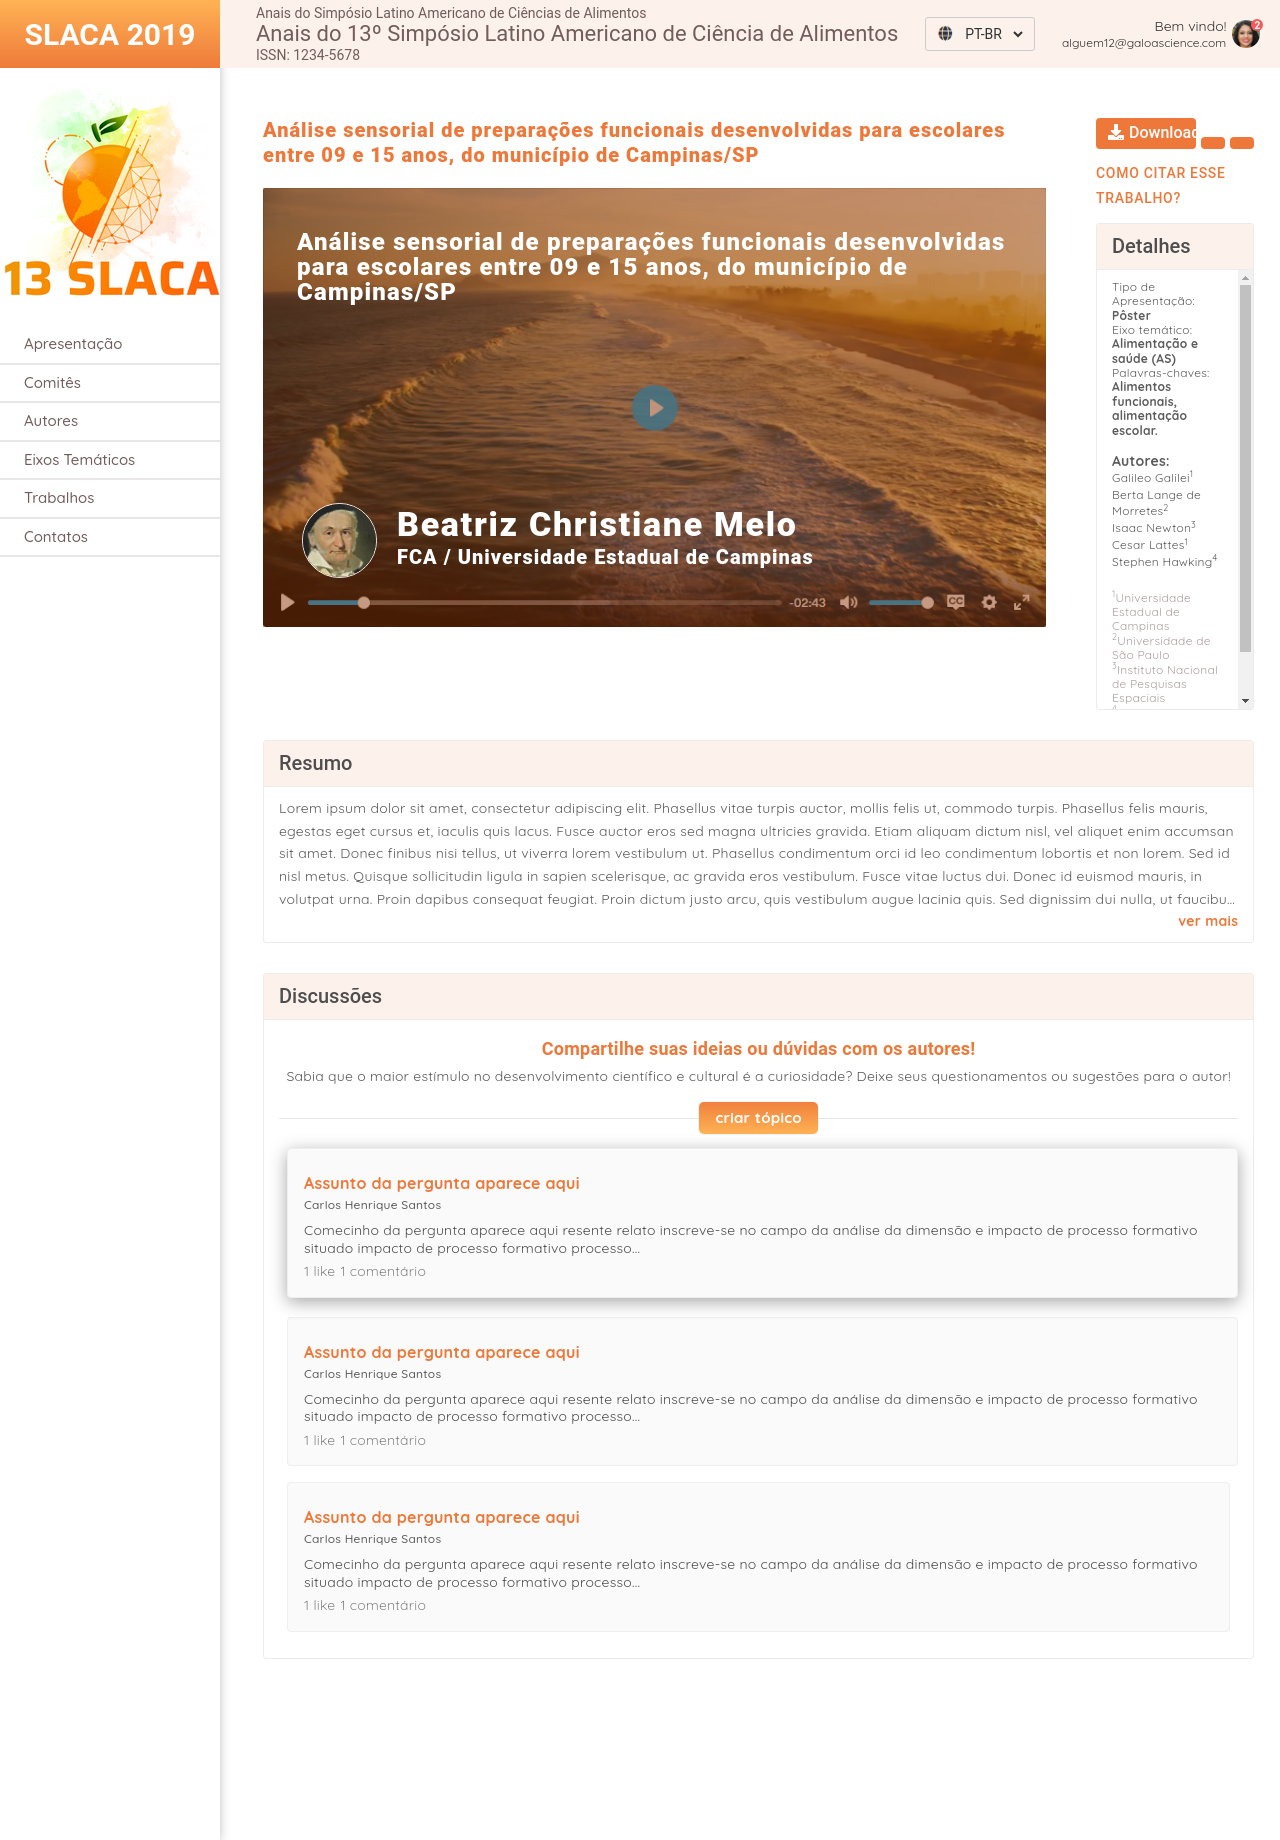 SLACA 2019
Anais do Simpósio Latino Americano de Ciências de Alimentos
Anais do 13º Simpósio Latino Americano de Ciência de Alimentos
ISSN: 1234-5678
PT-BR
Bem vindo!
alguem12@galoascience.com
2
13 SLACA
Apresentação
Comitês
Autores
Eixos Temáticos
Trabalhos
Contatos
Análise sensorial de preparações funcionais desenvolvidas para escolares
entre 09 e 15 anos, do município de Campinas/SP
Análise sensorial de preparações funcionais desenvolvidas
para escolares entre 09 e 15 anos, do município de
Campinas/SP
Beatriz Christiane Melo
FCA / Universidade Estadual de Campinas
-02:43
CC
Download
COMO CITAR ESSE
TRABALHO?
Detalhes
Tipo de
Apresentação:
Pôster
Eixo temático:
Alimentação e
saúde (AS)
Palavras-chaves:
Alimentos
funcionais,
alimentação
escolar.
Autores:
Galileo Galilei¹
Berta Lange de
Morretes²
Isaac Newton³
Cesar Lattes¹
Stephen Hawking⁴
¹Universidade
Estadual de
Campinas
²Universidade de
São Paulo
³Instituto Nacional
de Pesquisas
Espaciais
Resumo
Lorem ipsum dolor sit amet, consectetur adipiscing elit. Phasellus vitae turpis auctor, mollis felis ut, commodo turpis. Phasellus felis mauris,
egestas eget cursus et, iaculis quis lacus. Fusce auctor eros sed magna ultricies gravida. Etiam aliquam dictum nisl, vel aliquet enim accumsan
sit amet. Donec finibus nisi tellus, ut viverra lorem vestibulum ut. Phasellus condimentum orci id leo condimentum lobortis et non lorem. Sed id
nisl metus. Quisque sollicitudin ligula in sapien scelerisque, ac gravida eros vestibulum. Fusce vitae luctus dui. Donec id euismod mauris, in
volutpat urna. Proin dapibus consequat feugiat. Proin dictum justo arcu, quis vestibulum augue lacinia quis. Sed dignissim dui nulla, ut faucibu...
ver mais
Discussões
Compartilhe suas ideias ou dúvidas com os autores!
Sabia que o maior estímulo no desenvolvimento científico e cultural é a curiosidade? Deixe seus questionamentos ou sugestões para o autor!
criar tópico
Assunto da pergunta aparece aqui
Carlos Henrique Santos
Comecinho da pergunta aparece aqui resente relato inscreve-se no campo da análise da dimensão e impacto de processo formativo
situado impacto de processo formativo processo...
1 like 1 comentário
Assunto da pergunta aparece aqui
Carlos Henrique Santos
Comecinho da pergunta aparece aqui resente relato inscreve-se no campo da análise da dimensão e impacto de processo formativo
situado impacto de processo formativo processo...
1 like 1 comentário
Assunto da pergunta aparece aqui
Carlos Henrique Santos
Comecinho da pergunta aparece aqui resente relato inscreve-se no campo da análise da dimensão e impacto de processo formativo
situado impacto de processo formativo processo...
1 like 1 comentário